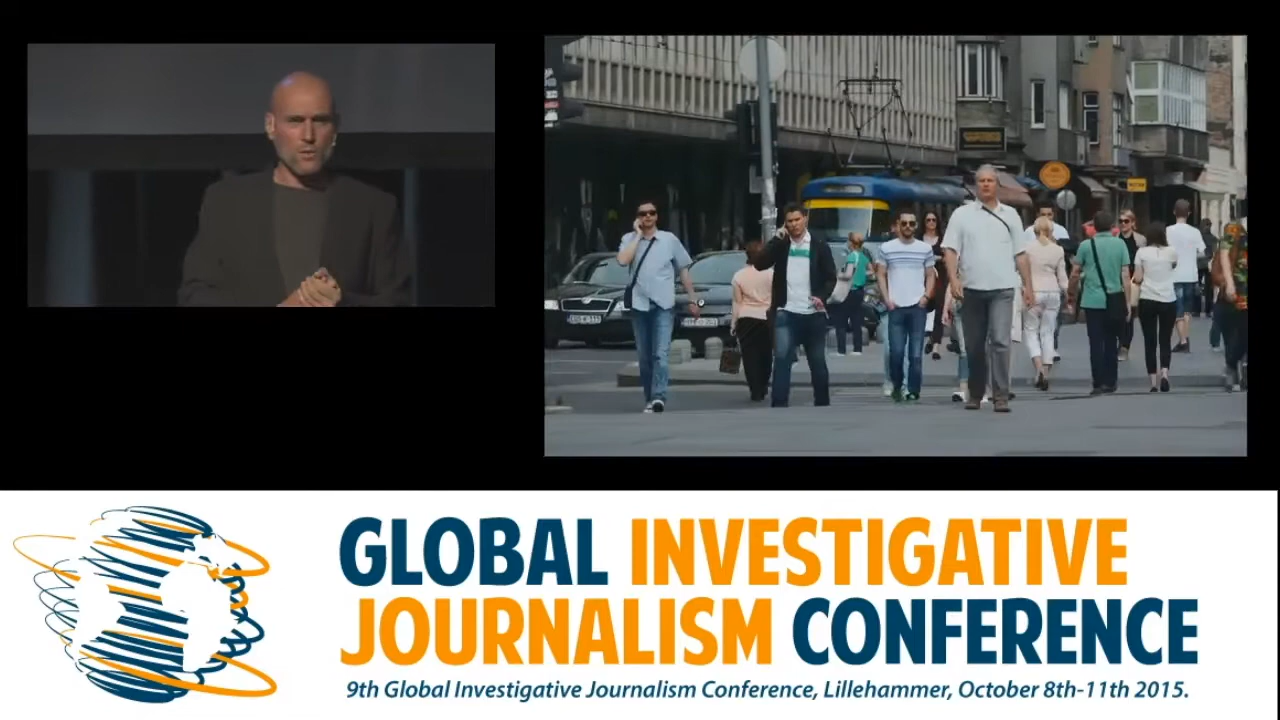 GLOBAL INVESTIGATIVE
JOURNALISM CONFERENCE
9th Global Investigative Journalism Conference, Lillehammer, October 8th-11th 2015.